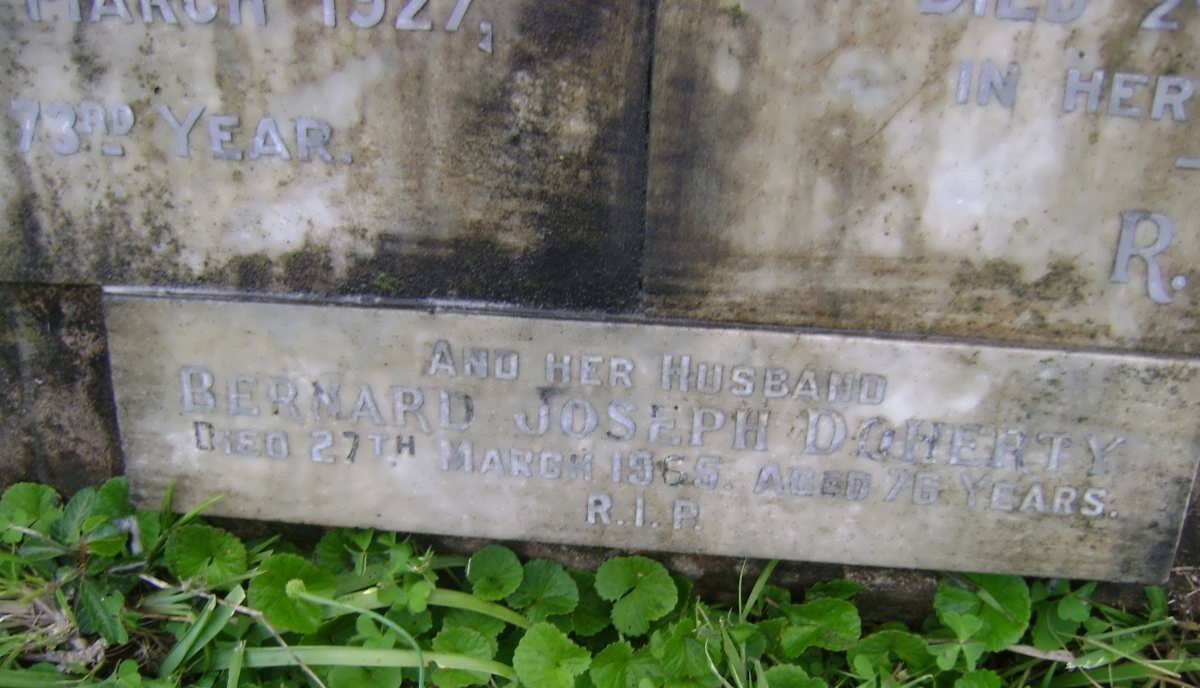 MARCH 1927,
73RD YEAR.
DIED 2
IN HER
R.
AND HER HUSBAND
BERNARD JOSEPH DOHERTY
DIED 27TH MARCH 1965. AGED 76 YEARS.
R.I.P.